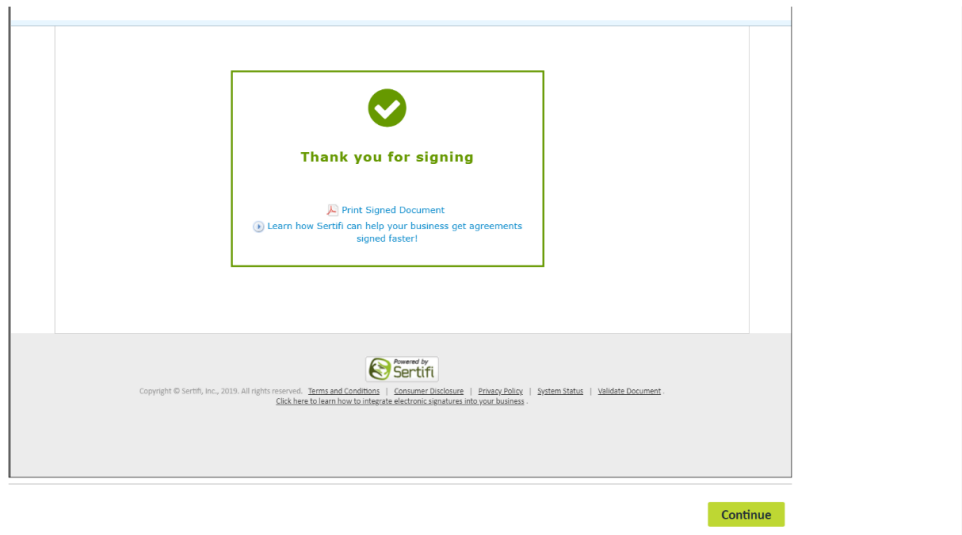 Thank you for signing
Print Signed Document
Learn how Sertifi can help your business get agreements
signed faster!
Powered by
Sertifi
Copyright © Sertifi, Inc., 2019. All rights reserved. Terms and Conditions | Consumer Disclosure | Privacy Policy | System Status | Validate Document .
Click here to learn how to integrate electronic signatures into your business .
Continue